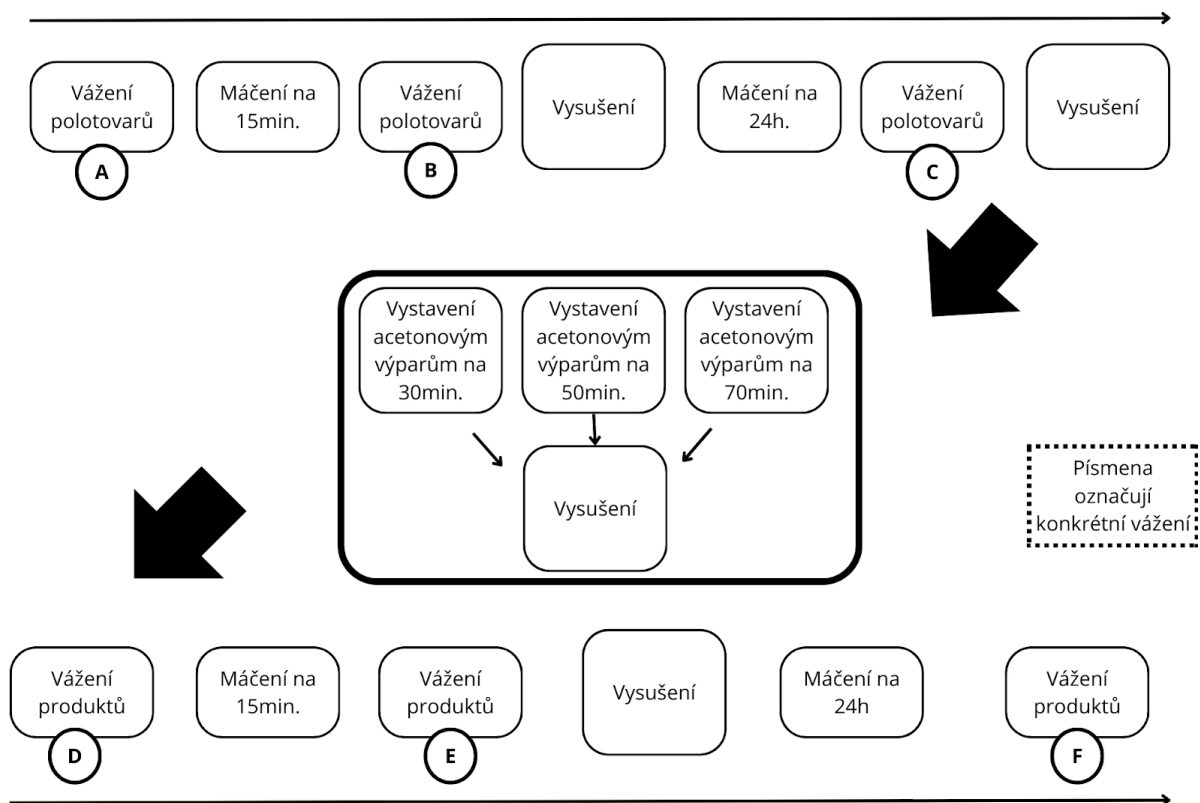 Vážení
polotovarů
A
Máčení na
15min.
Vážení
polotovarů
B
Vysušení
Máčení na
24h.
Vážení
polotovarů
C
Vysušení
Vystavení
acetonovým
výparům na
30min.
Vystavení
acetonovým
výparům na
50min.
Vystavení
acetonovým
výparům na
70min.
Vysušení
Písmena
označují
konkrétní vážení
Vážení
produktů
D
Máčení na
15min.
Vážení
produktů
E
Vysušení
Máčení na
24h
Vážení
produktů
F